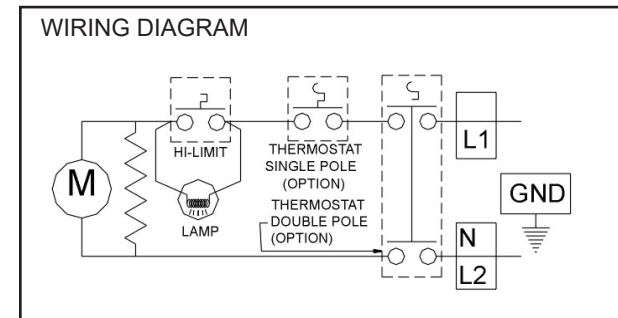 WIRING DIAGRAM
HI-LIMIT
LAMP
THERMOSTAT
SINGLE POLE
(OPTION)
THERMOSTAT
DOUBLE POLE
(OPTION)
M
L1
GND
N
L2